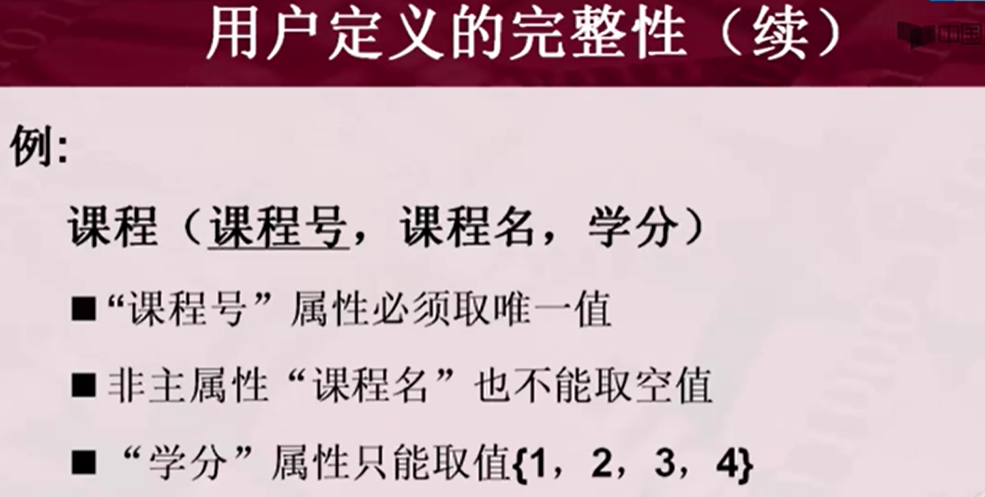 用户定义的完整性（续）
例:
课程（课程号，课程名，学分）
■“课程号”属性必须取唯一值
■非主属性“课程名”也不能取空值
■“学分”属性只能取值{1，2，3，4}